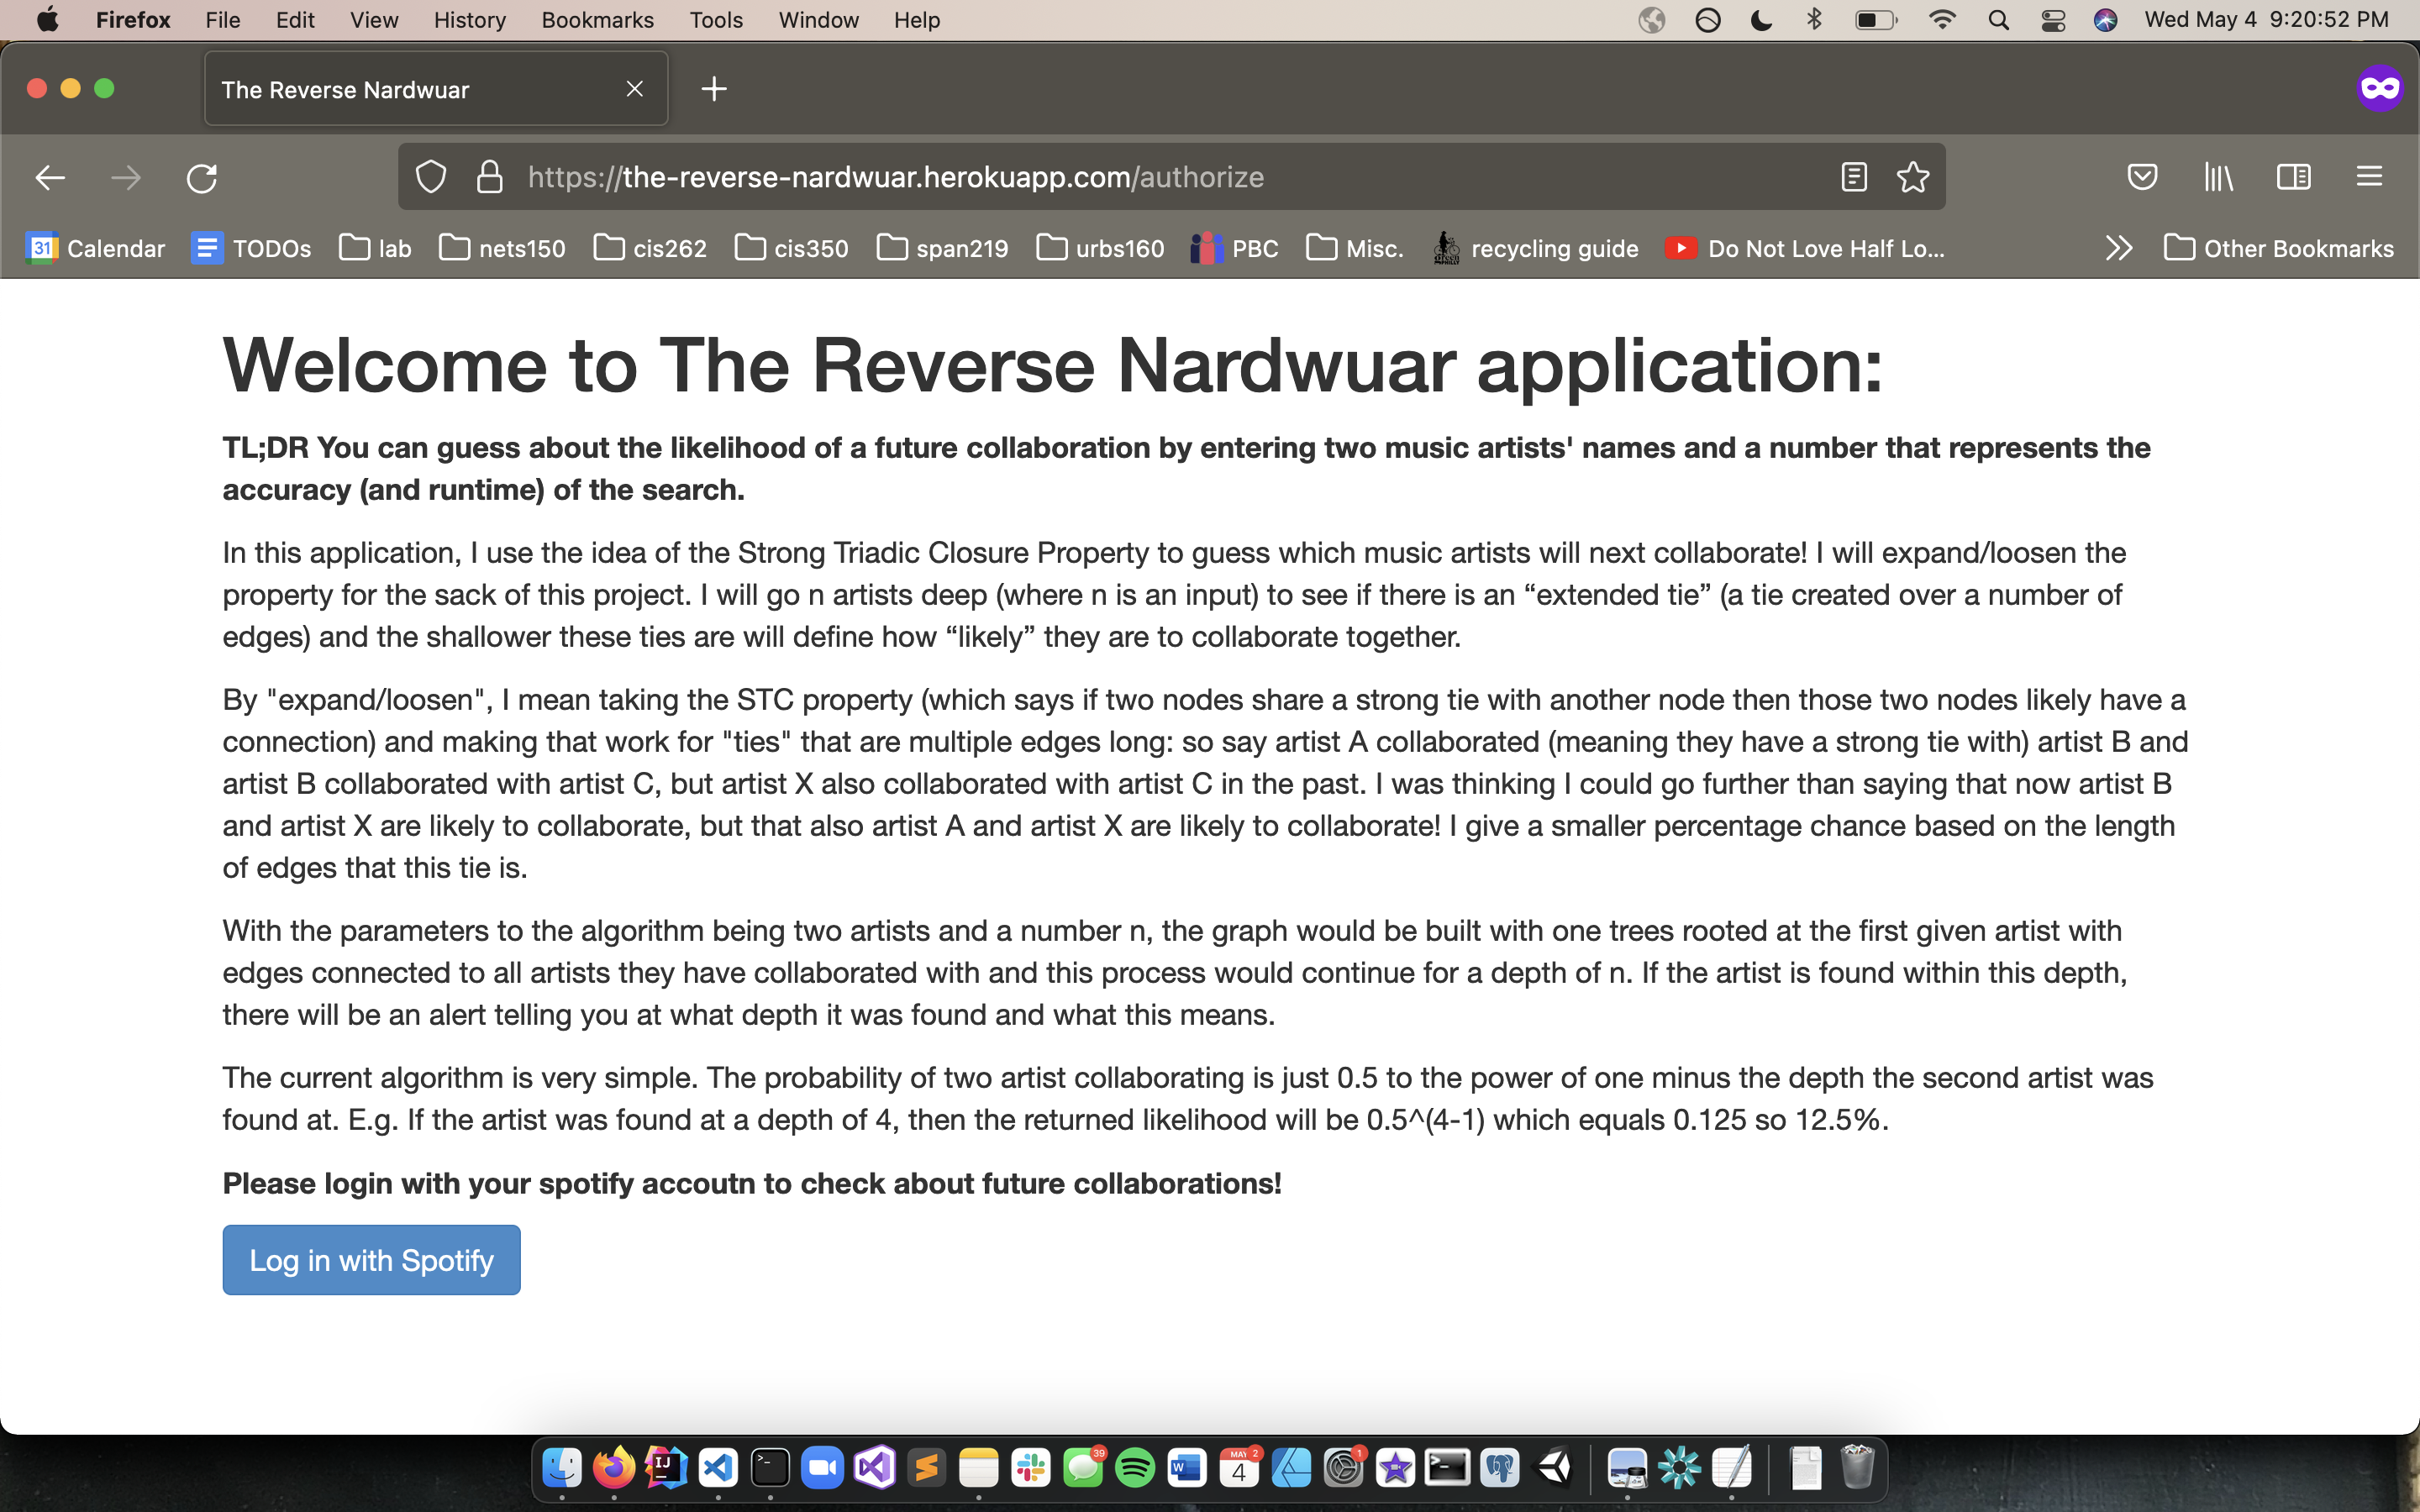 Firefox File Edit View History Bookmarks Tools Window Help Wed May 4 9:20:52 PM
The Reverse Nardwuar
https://the-reverse-nardwuar.herokuapp.com/authorize
31 Calendar TODOs lab nets150 cis262 cis350 span219 urbs160 PBC Misc. recycling guide Do Not Love Half Lo... Other Bookmarks
Welcome to The Reverse Nardwuar application:
TL;DR You can guess about the likelihood of a future collaboration by entering two music artists' names and a number that represents the
accuracy (and runtime) of the search.
In this application, I use the idea of the Strong Triadic Closure Property to guess which music artists will next collaborate! I will expand/loosen the
property for the sack of this project. I will go n artists deep (where n is an input) to see if there is an “extended tie” (a tie created over a number of
edges) and the shallower these ties are will define how “likely” they are to collaborate together.
By "expand/loosen", I mean taking the STC property (which says if two nodes share a strong tie with another node then those two nodes likely have a
connection) and making that work for "ties" that are multiple edges long: so say artist A collaborated (meaning they have a strong tie with) artist B and
artist B collaborated with artist C, but artist X also collaborated with artist C in the past. I was thinking I could go further than saying that now artist B
and artist X are likely to collaborate, but that also artist A and artist X are likely to collaborate! I give a smaller percentage chance based on the length
of edges that this tie is.
With the parameters to the algorithm being two artists and a number n, the graph would be built with one trees rooted at the first given artist with
edges connected to all artists they have collaborated with and this process would continue for a depth of n. If the artist is found within this depth,
there will be an alert telling you at what depth it was found and what this means.
The current algorithm is very simple. The probability of two artist collaborating is just 0.5 to the power of one minus the depth the second artist was
found at. E.g. If the artist was found at a depth of 4, then the returned likelihood will be 0.5^(4-1) which equals 0.125 so 12.5%.
Please login with your spotify accoutn to check about future collaborations!
Log in with Spotify
IJ 39 W MAY 2 4 1